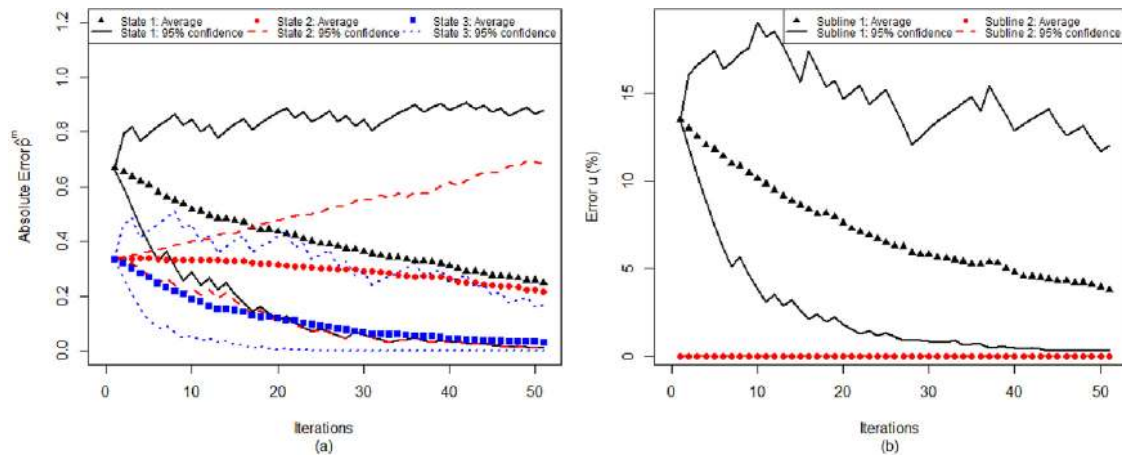 State 1: Average
State 2: Average
State 3: Average
State 1: 95% confidence
State 2: 95% confidence
State 3: 95% confidence
1.2
1.0
0.8
0.6
0.4
0.2
0.0
Absolute Error p̂^m
0
10
20
30
40
50
Iterations
(a)
Subline 1: Average
Subline 2: Average
Subline 1: 95% confidence
Subline 2: 95% confidence
15
10
5
0
Error u (%)
0
10
20
30
40
50
Iterations
(b)